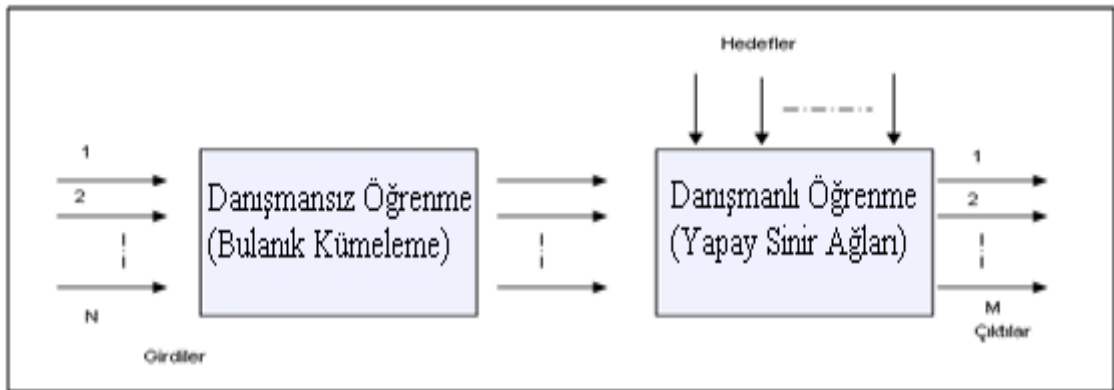 Hedefler
1
2
N
Girdiler
Danışmansız Öğrenme
(Bulanık Kümeleme)
Danışmanlı Öğrenme
(Yapay Sinir Ağları)
1
2
M
Çıktılar